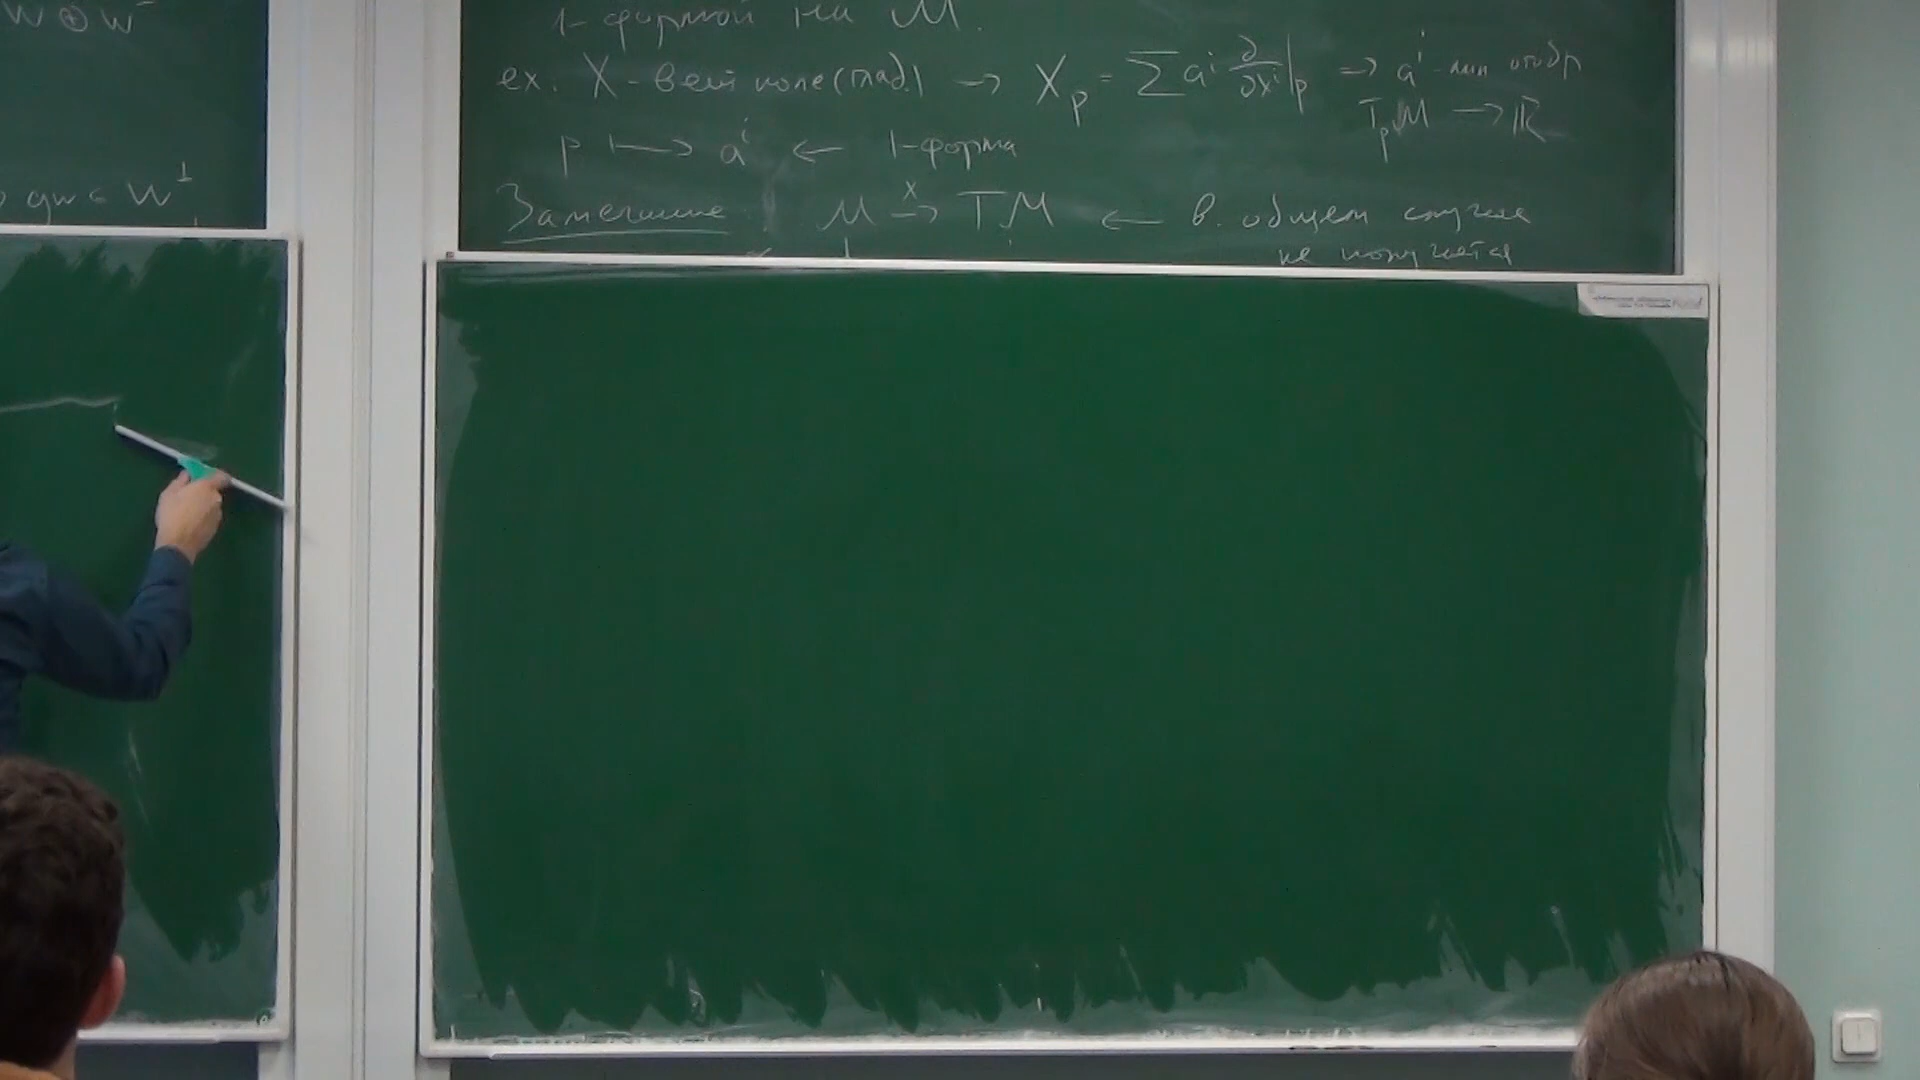 W ⊕ W
gw ∈ W^⊥
1-формой на M.
ex: X - вект поле (глад.) → X_p = ∑ a^i ∂/∂x^i |_p ⇒ a^i - лин отобр
T_pM → ℝ
p ↦ a^i ← 1-форма
Замечание: M →^X TM ← в общем случае
не получается